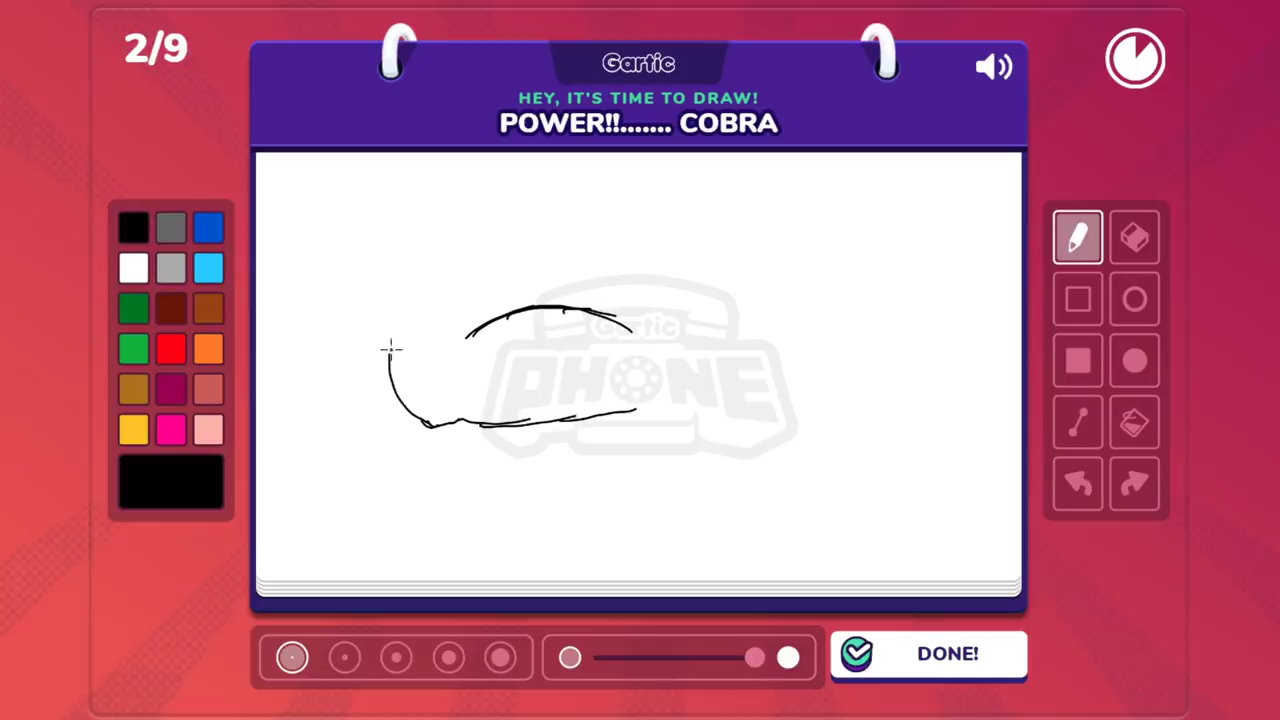 2/9
Gartic
HEY, IT'S TIME TO DRAW!
POWER!!....... COBRA
Gartic
PHONE
DONE!